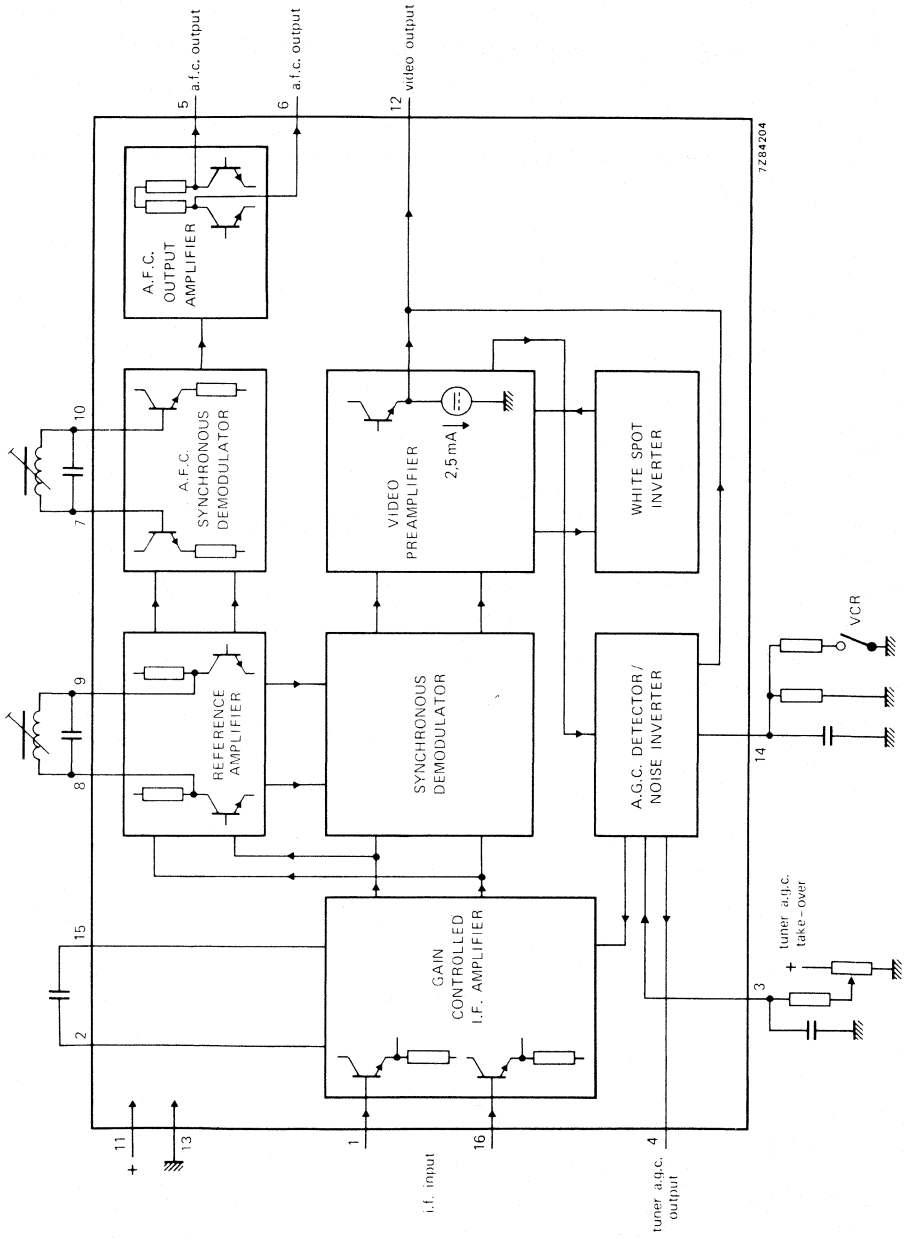 2
15
8
9
7
10
11
+
13
A.F.C.
OUTPUT
AMPLIFIER
5
a.f.c. output
6
a.f.c. output
REFERENCE
AMPLIFIER
A.F.C.
SYNCHRONOUS
DEMODULATOR
GAIN
CONTROLLED
I.F. AMPLIFIER
SYNCHRONOUS
DEMODULATOR
VIDEO
PREAMPLIFIER
2,5mA
12
video output
1
i.f. input
16
A.G.C. DETECTOR/
NOISE INVERTER
WHITE SPOT
INVERTER
4
tuner a.g.c.
output
3
+
tuner a.g.c.
take-over
14
VCR
7Z84204